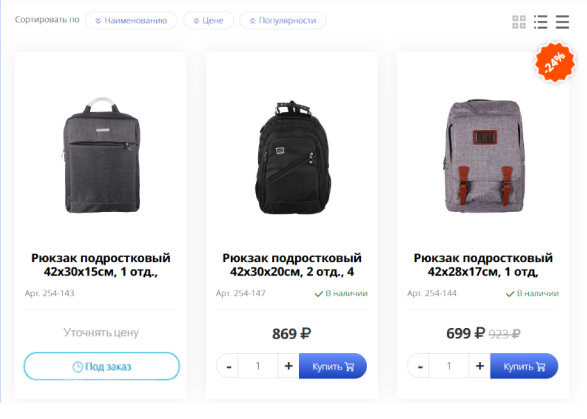 Сортировать по Наименованию Цене Популярности
-24%
Рюкзак подростковый
42х30х15см, 1 отд.,
Арт. 254-143
Уточнять цену
Под заказ
Рюкзак подростковый
42х30х20см, 2 отд., 4
Арт. 254-147 В наличии
869 ₽
- 1 + Купить
Рюкзак подростковый
42х28х17см, 1 отд,
Арт. 254-144 В наличии
699 ₽ 923 ₽
- 1 + Купить